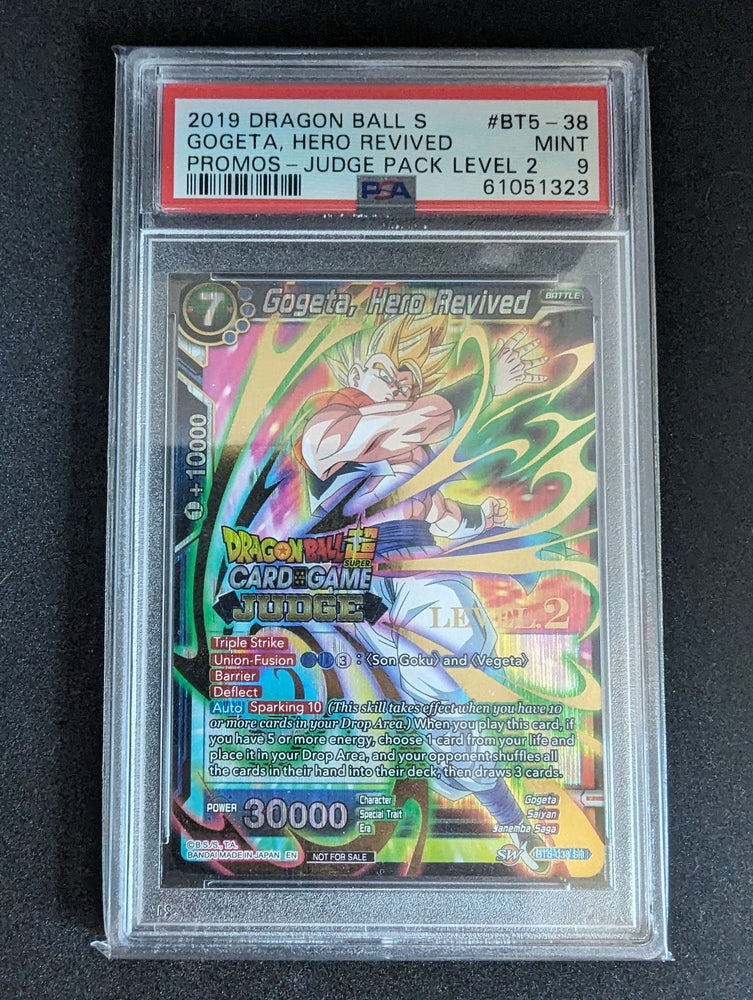 2019 DRAGON BALL S #BT5-38
GOGETA, HERO REVIVED MINT
PROMOS-JUDGE PACK LEVEL 2 9
PSA 61051323
7 Gogeta, Hero Revived BATTLE
+10000
DRAGON BALL 超
SUPER
CARD GAME
JUDGE
LEVEL.2
Triple Strike
Union-Fusion ③ : ‹Son Goku› and ‹Vegeta›
Barrier
Deflect
Auto Sparking 10 (This skill takes effect when you have 10
or more cards in your Drop Area.) When you play this card, if
you have 5 or more energy, choose 1 card from your life and
place it in your Drop Area, and your opponent shuffles all
the cards in their hand into their deck, then draws 3 cards.
POWER 30000
Character Gogeta
Special Trait Saiyan
Era Janemba Saga
©B.S./S., T.A.
BANDAI MADE IN JAPAN EN NOT FOR SALE
SW